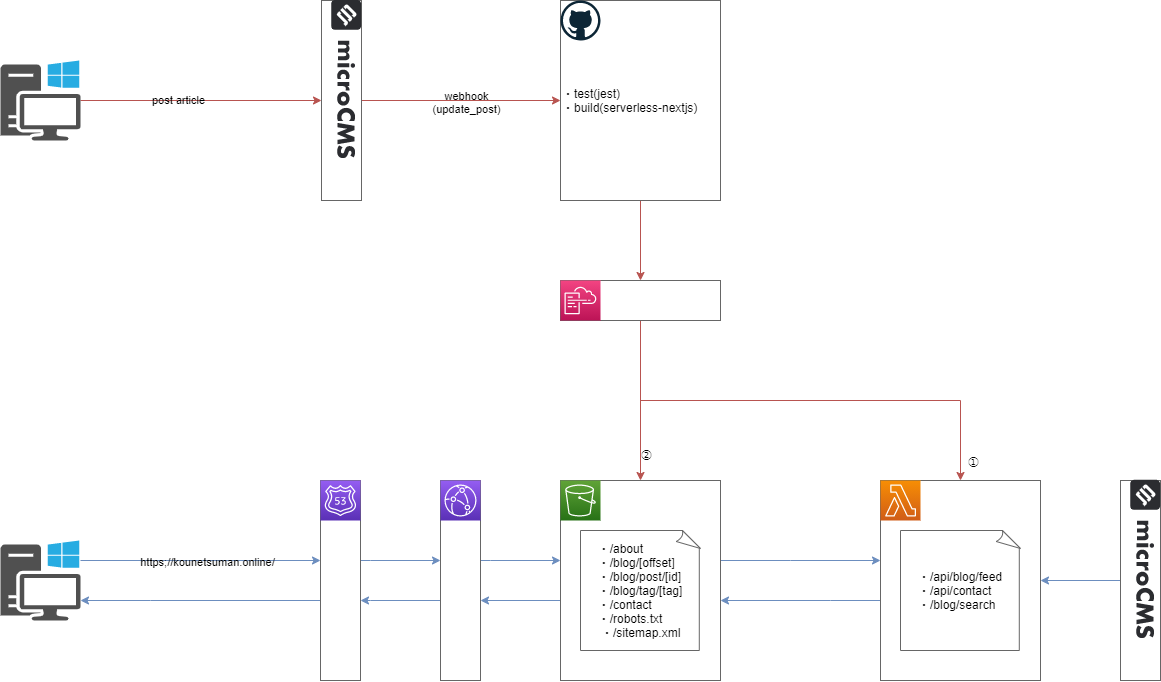 microCMS
・test(jest)
・build(serverless-nextjs)
post article
webhook
(update_post)
②
①
53
https;//kounetsuman.online/
・/about
・/blog/[offset]
・/blog/post/[id]
・/blog/tag/[tag]
・/contact
・/robots.txt
・/sitemap.xml
・/api/blog/feed
・/api/contact
・/blog/search
microCMS